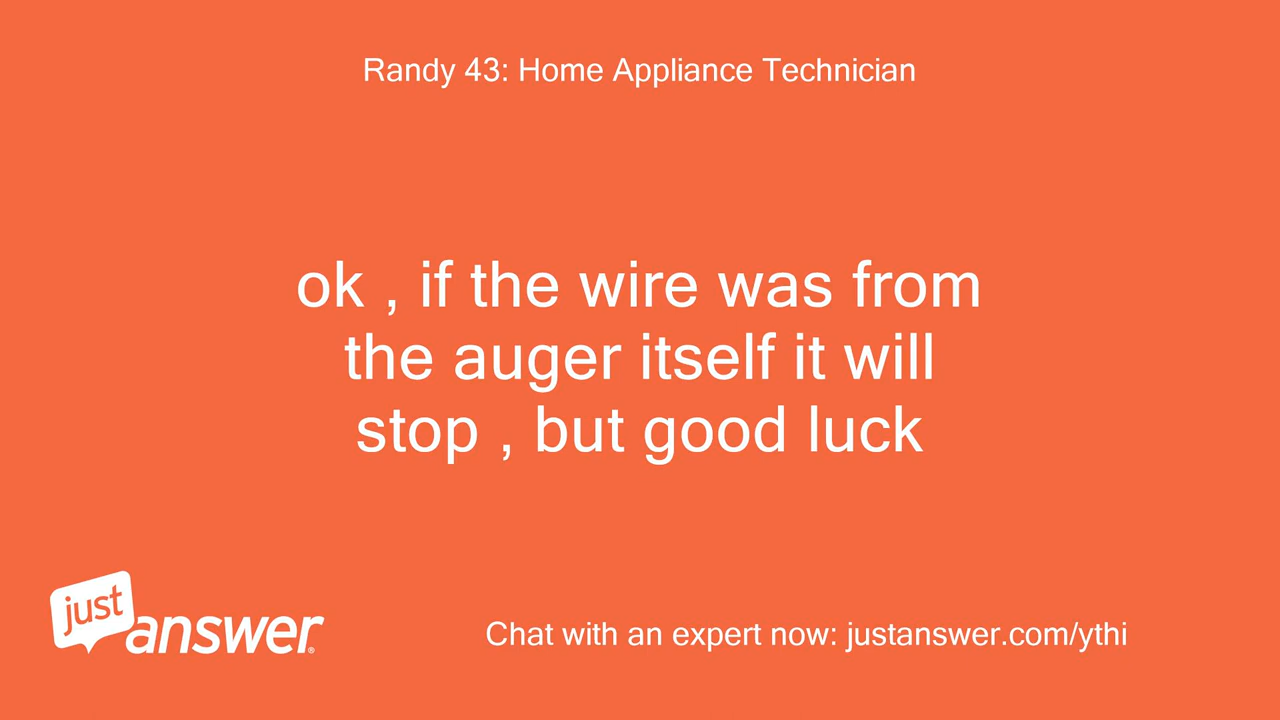 Randy 43: Home Appliance Technician
ok , if the wire was from
the auger itself it will
stop , but good luck
just
answer®
Chat with an expert now: justanswer.com/ythi